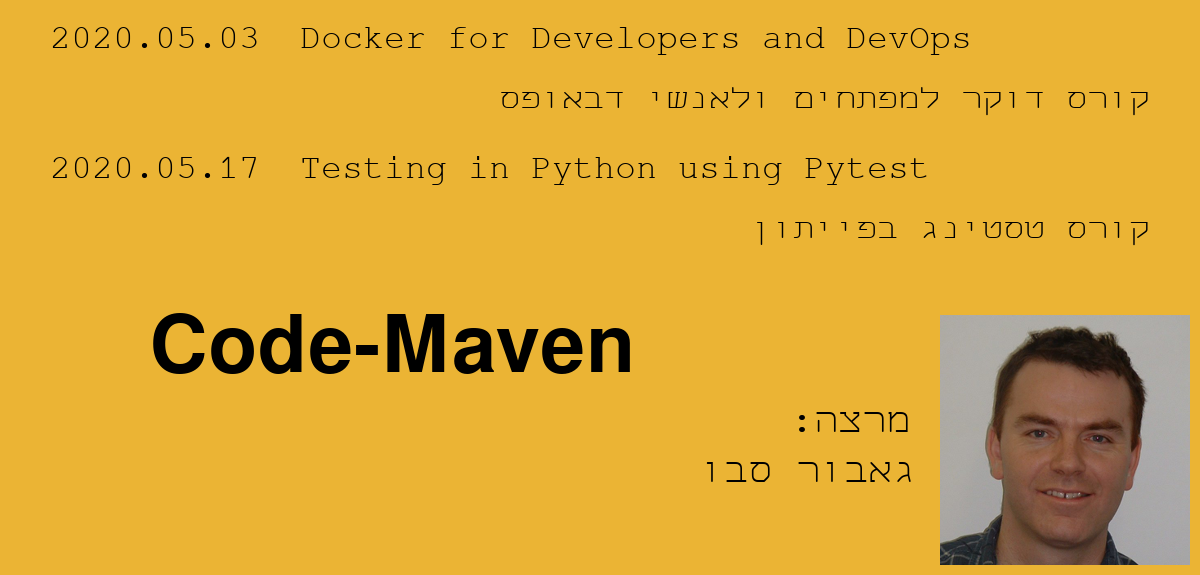 2020.05.03 Docker for Developers and DevOps
קורס דוקר למפתחים ולאנשי דבאופס
2020.05.17 Testing in Python using Pytest
קורס טסטינג בפייתון
Code-Maven
מרצה:
גאבור סבו